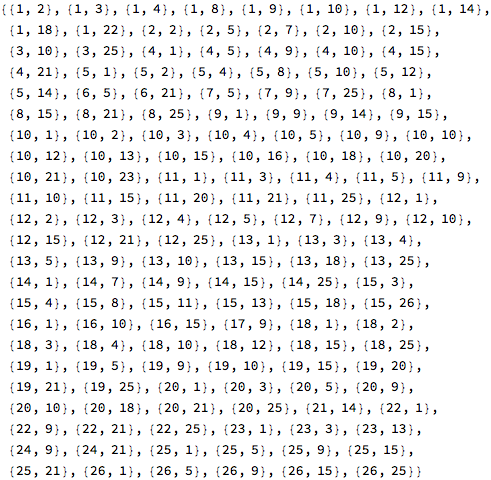 {{1, 2}, {1, 3}, {1, 4}, {1, 8}, {1, 9}, {1, 10}, {1, 12}, {1, 14},
{1, 18}, {1, 22}, {2, 2}, {2, 5}, {2, 7}, {2, 10}, {2, 15},
{3, 10}, {3, 25}, {4, 1}, {4, 5}, {4, 9}, {4, 10}, {4, 15},
{4, 21}, {5, 1}, {5, 2}, {5, 4}, {5, 8}, {5, 10}, {5, 12},
{5, 14}, {6, 5}, {6, 21}, {7, 5}, {7, 9}, {7, 25}, {8, 1},
{8, 15}, {8, 21}, {8, 25}, {9, 1}, {9, 9}, {9, 14}, {9, 15},
{10, 1}, {10, 2}, {10, 3}, {10, 4}, {10, 5}, {10, 9}, {10, 10},
{10, 12}, {10, 13}, {10, 15}, {10, 16}, {10, 18}, {10, 20},
{10, 21}, {10, 23}, {11, 1}, {11, 3}, {11, 4}, {11, 5}, {11, 9},
{11, 10}, {11, 15}, {11, 20}, {11, 21}, {11, 25}, {12, 1},
{12, 2}, {12, 3}, {12, 4}, {12, 5}, {12, 7}, {12, 9}, {12, 10},
{12, 15}, {12, 21}, {12, 25}, {13, 1}, {13, 3}, {13, 4},
{13, 5}, {13, 9}, {13, 10}, {13, 15}, {13, 18}, {13, 25},
{14, 1}, {14, 7}, {14, 9}, {14, 15}, {14, 25}, {15, 3},
{15, 4}, {15, 8}, {15, 11}, {15, 13}, {15, 18}, {15, 26},
{16, 1}, {16, 10}, {16, 15}, {17, 9}, {18, 1}, {18, 2},
{18, 3}, {18, 4}, {18, 10}, {18, 12}, {18, 15}, {18, 25},
{19, 1}, {19, 5}, {19, 9}, {19, 10}, {19, 15}, {19, 20},
{19, 21}, {19, 25}, {20, 1}, {20, 3}, {20, 5}, {20, 9},
{20, 10}, {20, 18}, {20, 21}, {20, 25}, {21, 14}, {22, 1},
{22, 9}, {22, 21}, {22, 25}, {23, 1}, {23, 3}, {23, 13},
{24, 9}, {24, 21}, {25, 1}, {25, 5}, {25, 9}, {25, 15},
{25, 21}, {26, 1}, {26, 5}, {26, 9}, {26, 15}, {26, 25}}